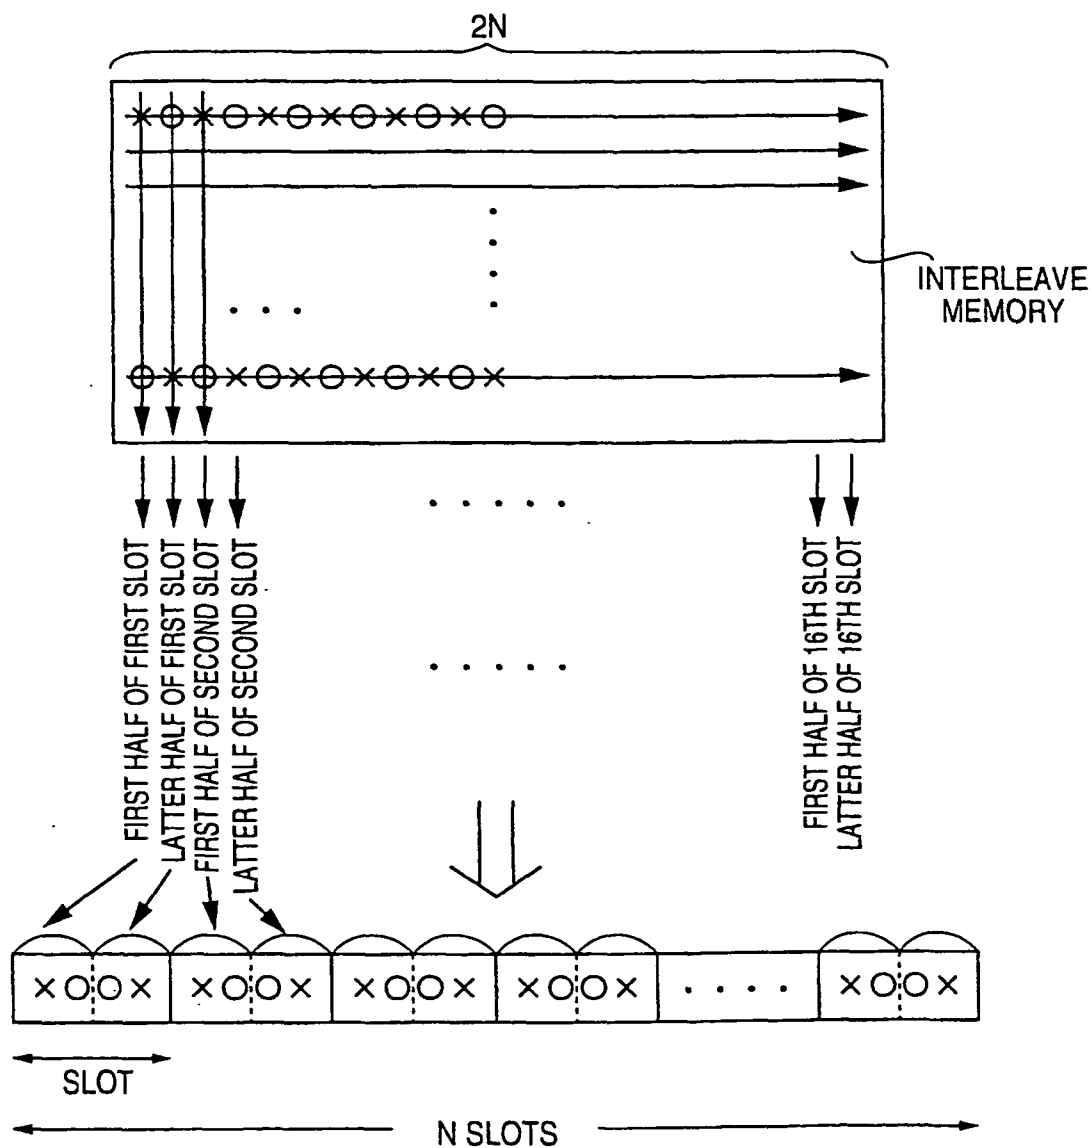 2N
INTERLEAVE
MEMORY
FIRST HALF OF FIRST SLOT
LATTER HALF OF FIRST SLOT
FIRST HALF OF SECOND SLOT
LATTER HALF OF SECOND SLOT
FIRST HALF OF 16TH SLOT
LATTER HALF OF 16TH SLOT
SLOT
N SLOTS